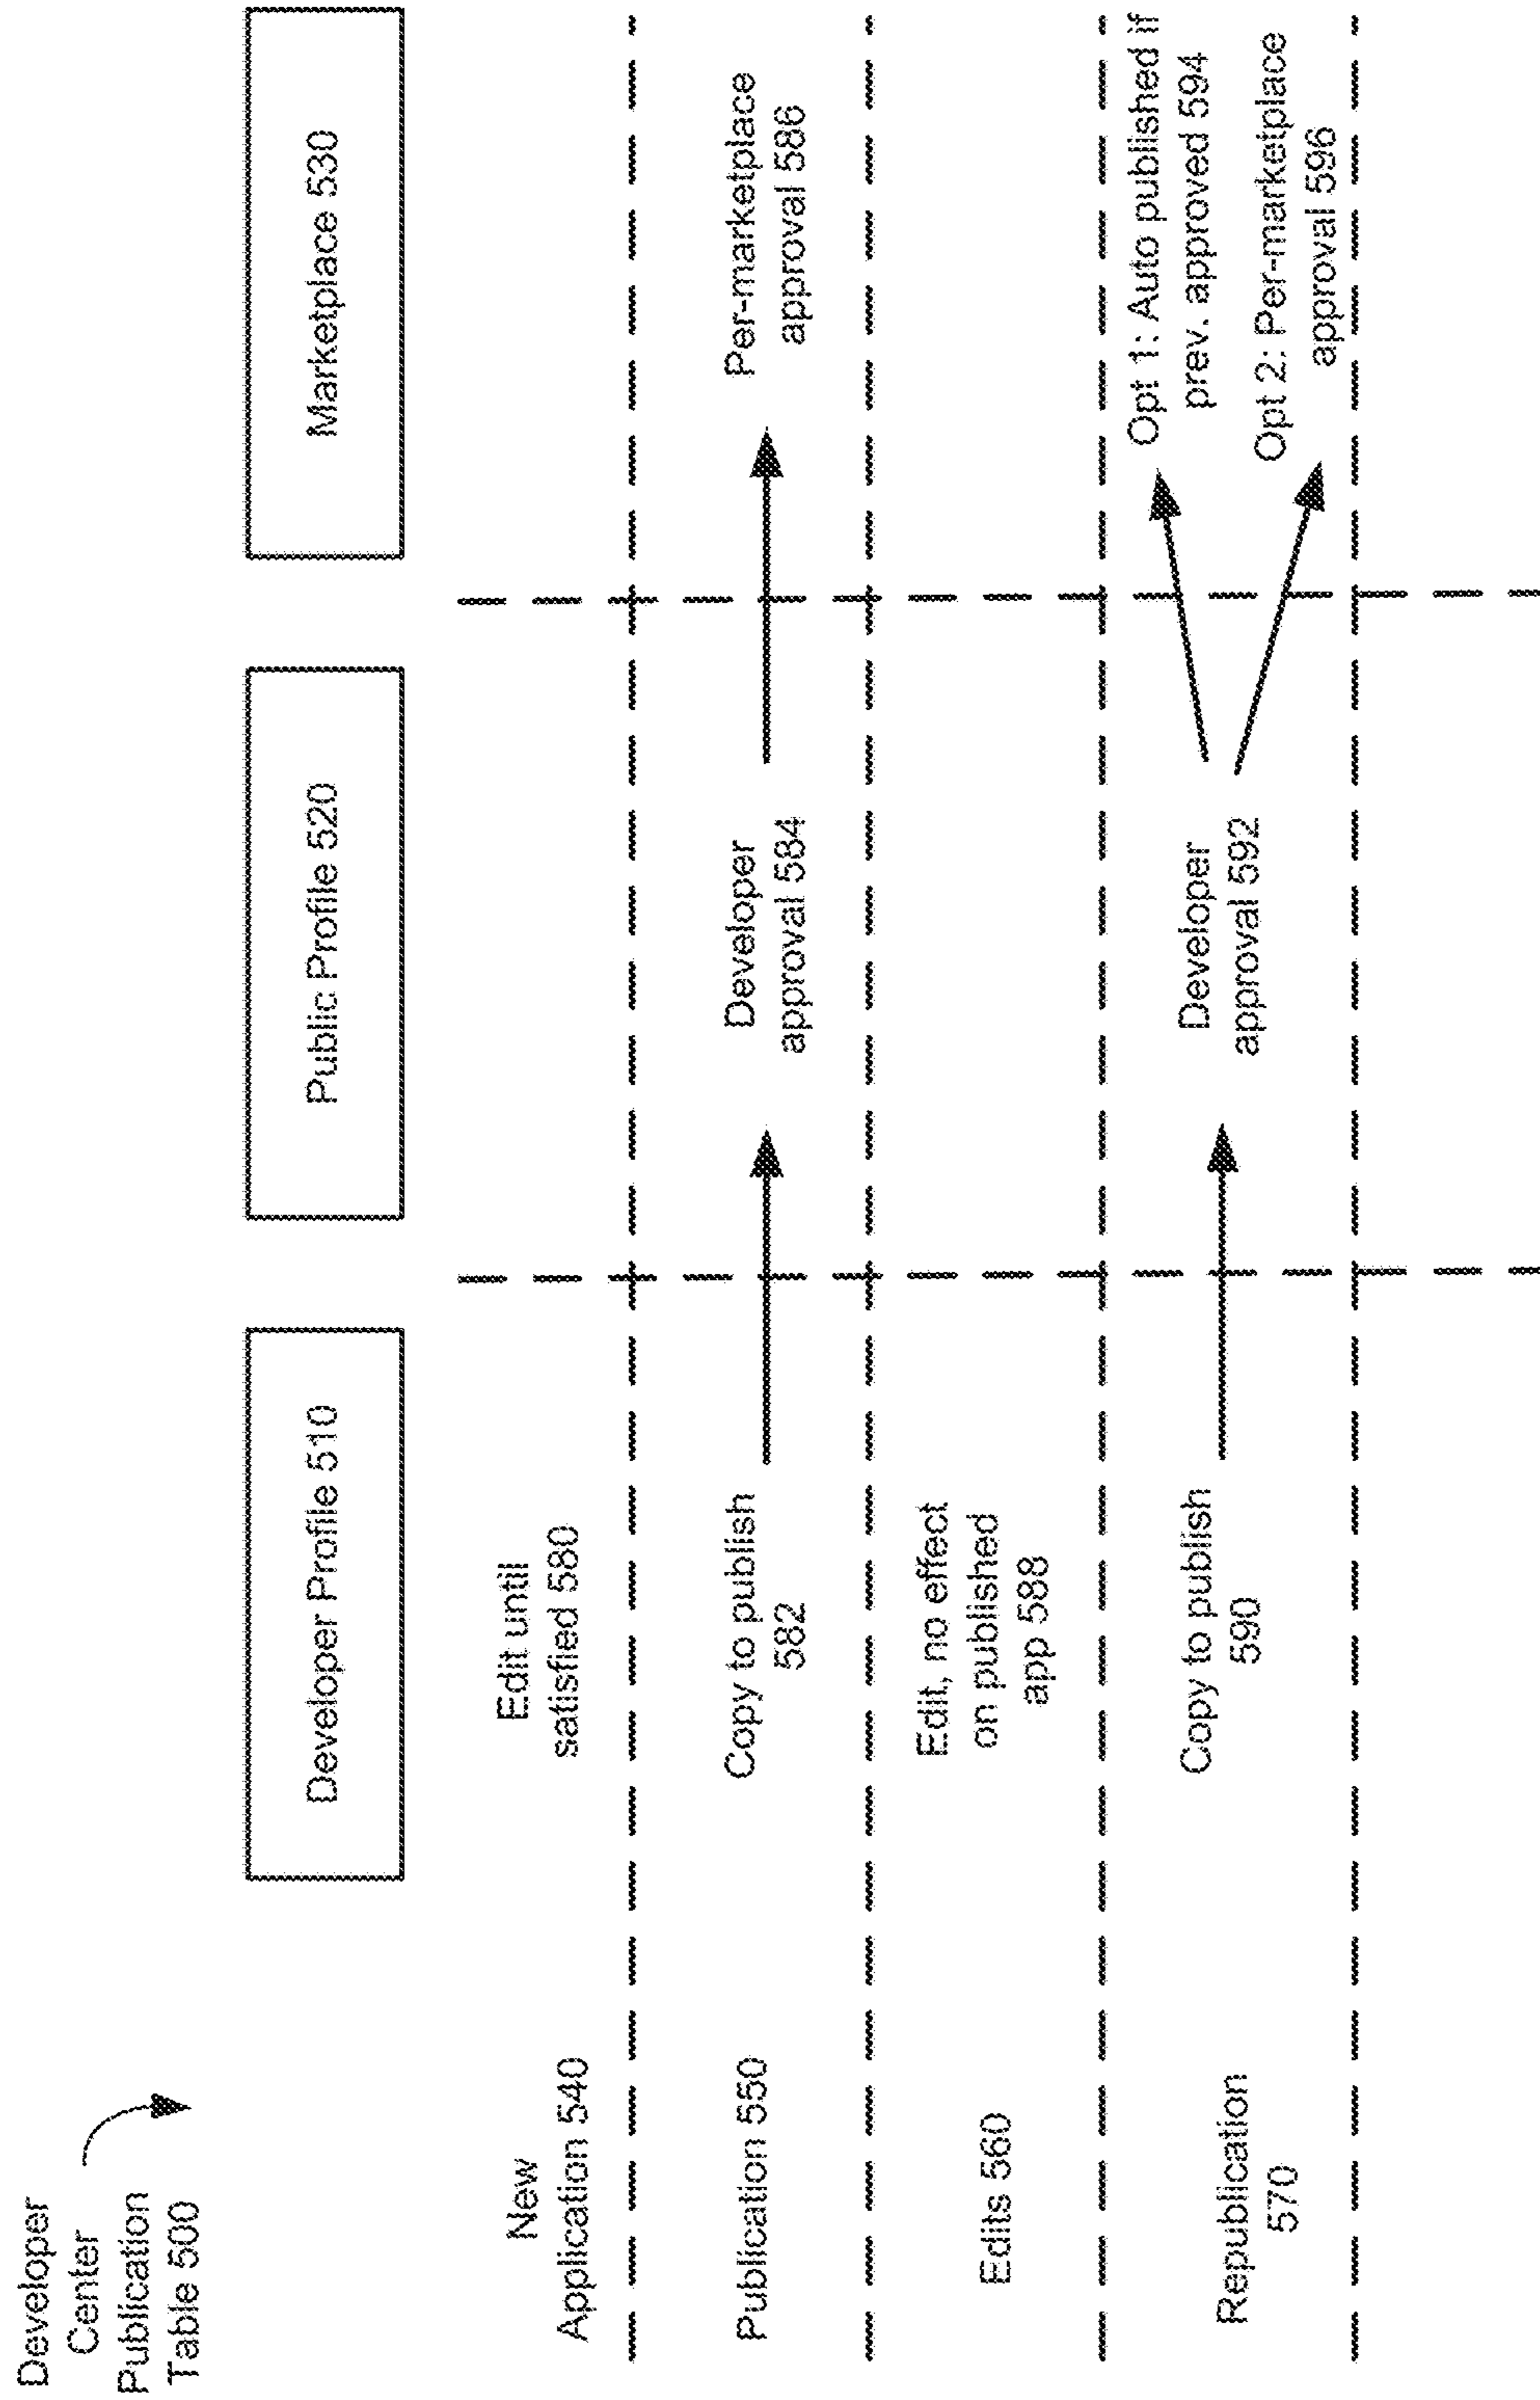 Developer
Center
Publication
Table 500
Developer Profile 510
Public Profile 520
Marketplace 530
New
Application 540
Edit until
satisfied 580
Publication 550
Copy to publish
582
Developer
approval 584
Per-marketplace
approval 586
Edits 560
Edit, no effect
on published
app 588
Republication
570
Copy to publish
590
Developer
approval 592
Opt 1: Auto published if
prev. approved 594
Opt 2: Per-marketplace
approval 596